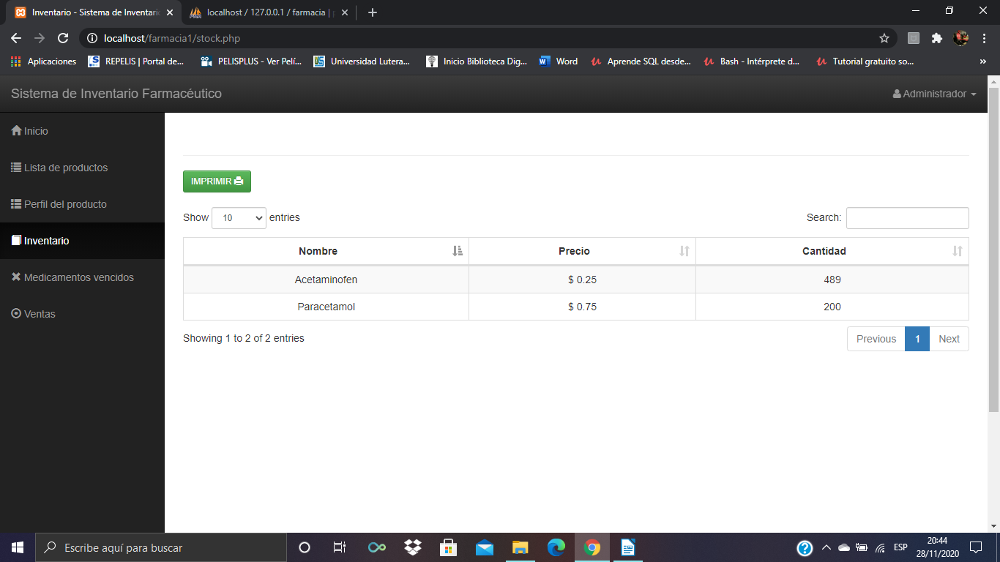 Inventario - Sistema de Inventario
localhost / 127.0.0.1 / farmacia | p
localhost/farmacia1/stock.php
Aplicaciones
REPELIS | Portal de...
PELISPLUS - Ver Pelí...
Universidad Lutera...
Inicio Biblioteca Dig...
Word
Aprende SQL desde...
Bash - Intérprete d...
Tutorial gratuito so...
Sistema de Inventario Farmacéutico
Administrador
Inicio
Lista de productos
Perfil del producto
Inventario
Medicamentos vencidos
Ventas
IMPRIMIR
Show 10 entries
Search:
Nombre Precio Cantidad
Acetaminofen $ 0.25 489
Paracetamol $ 0.75 200
Showing 1 to 2 of 2 entries
Previous 1 Next
Escribe aquí para buscar
ESP
20:44
28/11/2020